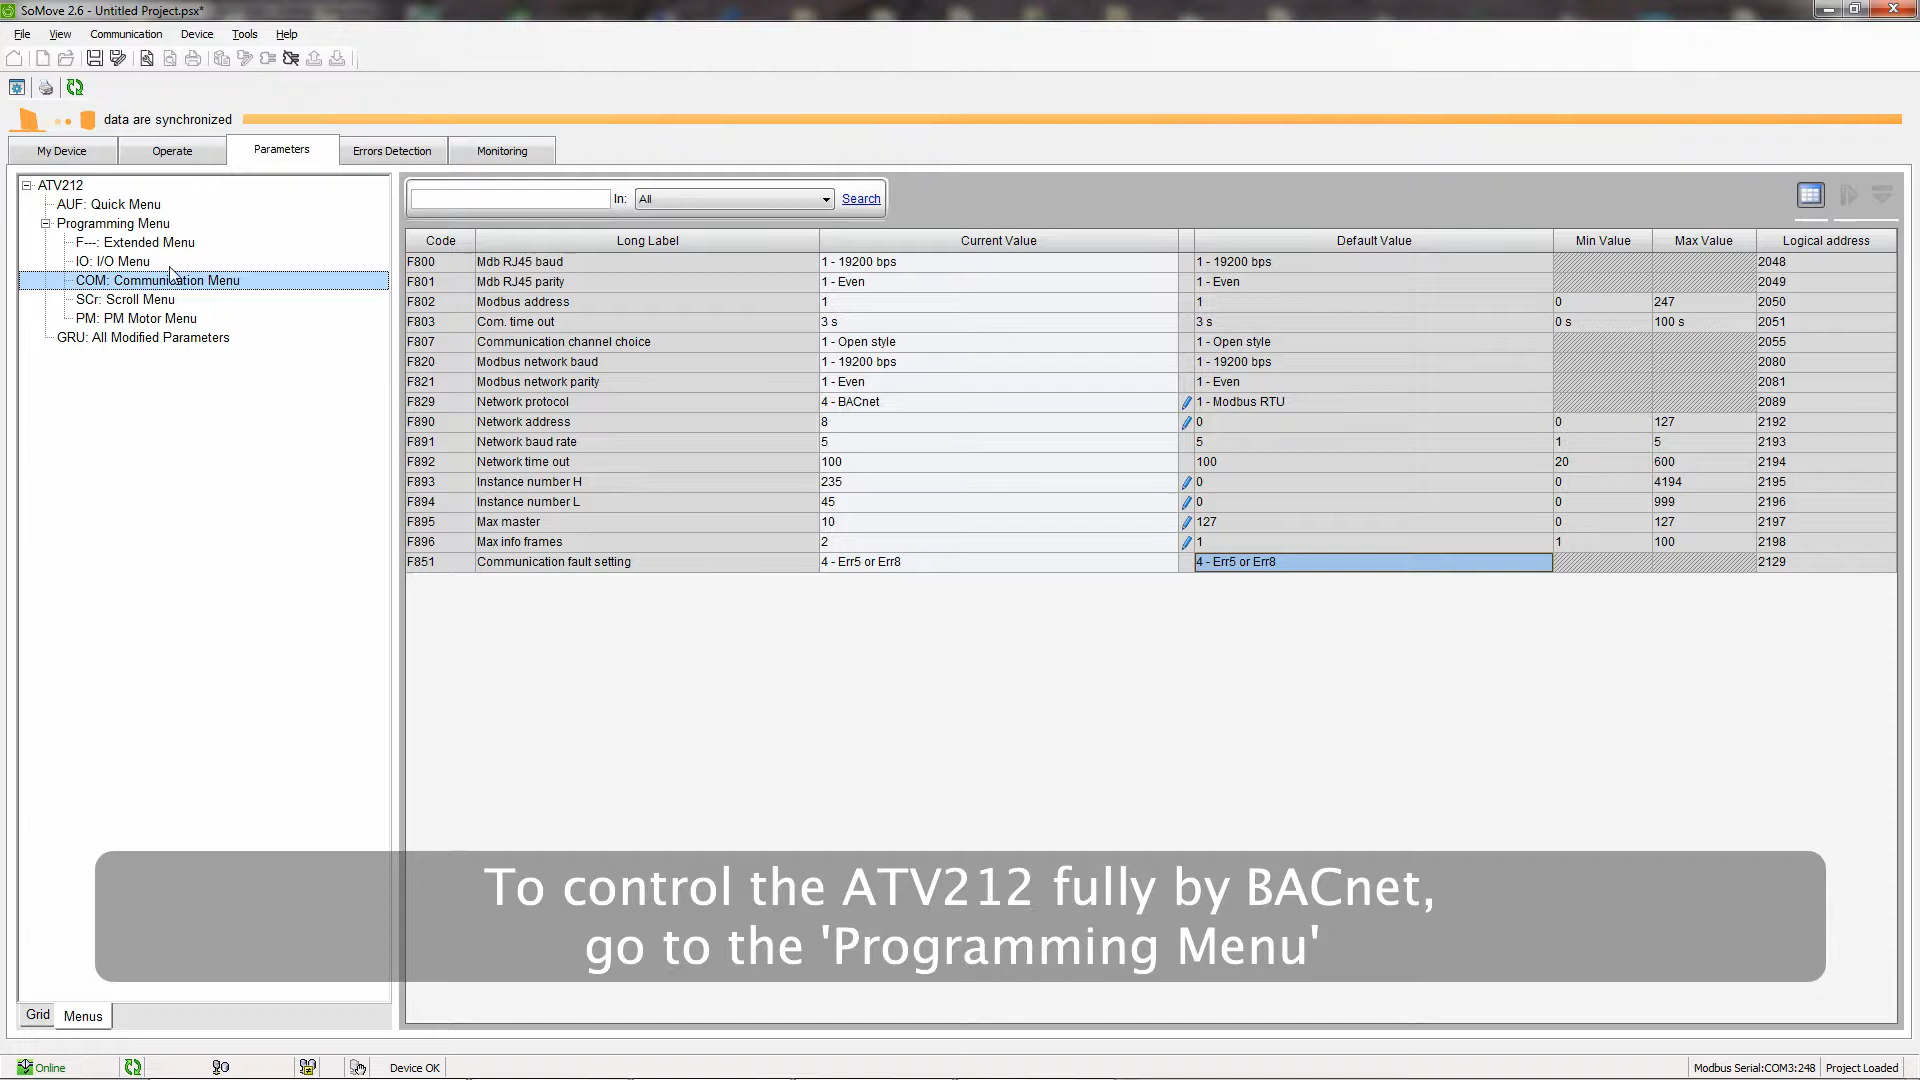 SoMove 2.6 - Untitled Project.psx*
File View Communication Device Tools Help
data are synchronized
My Device Operate Parameters Errors Detection Monitoring
ATV212
AUF: Quick Menu
Programming Menu
F---: Extended Menu
IO: I/O Menu
COM: Communication Menu
SCr: Scroll Menu
PM: PM Motor Menu
GRU: All Modified Parameters
In: All Search
Code Long Label Current Value Default Value Min Value Max Value Logical address
F800 Mdb RJ45 baud 1 - 19200 bps 1 - 19200 bps 2048
F801 Mdb RJ45 parity 1 - Even 1 - Even 2049
F802 Modbus address 1 1 0 247 2050
F803 Com. time out 3 s 3 s 0 s 100 s 2051
F807 Communication channel choice 1 - Open style 1 - Open style 2055
F820 Modbus network baud 1 - 19200 bps 1 - 19200 bps 2080
F821 Modbus network parity 1 - Even 1 - Even 2081
F829 Network protocol 4 - BACnet 1 - Modbus RTU 2089
F890 Network address 8 0 0 127 2192
F891 Network baud rate 5 5 1 5 2193
F892 Network time out 100 100 20 600 2194
F893 Instance number H 235 0 0 4194 2195
F894 Instance number L 45 0 0 999 2196
F895 Max master 10 127 0 127 2197
F896 Max info frames 2 1 1 100 2198
F851 Communication fault setting 4 - Err5 or Err8 4 - Err5 or Err8 2129
To control the ATV212 fully by BACnet,
go to the 'Programming Menu'
Grid Menus
Online Device OK Modbus Serial:COM3:248 Project Loaded